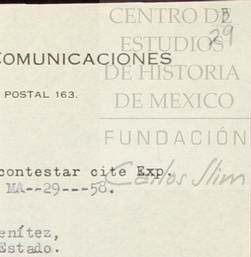 CENTRO DE
ESTUDIOS
DE HISTORIA
DE MEXICO
FUNDACIÓN
Carlos Slim
29
COMUNICACIONES
POSTAL 163.
contestar cite Exp.
MA--29---58.
enítez,
Estado.